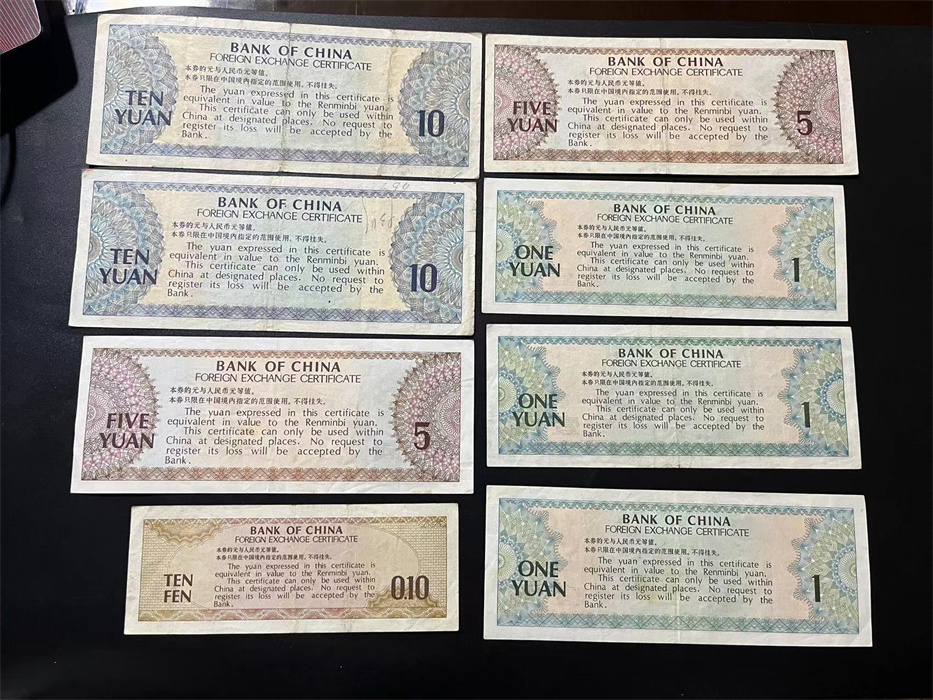 BANK OF CHINA
FOREIGN EXCHANGE CERTIFICATE
本券的元与人民币元等值。
本券只限在中国境内指定的范围使用，不得挂失。
The yuan expressed in this certificate is
equivalent in value to the Renminbi yuan.
This certificate can only be used within
China at designated places. No request to
register its loss will be accepted by the
Bank.
TEN
YUAN
10
BANK OF CHINA
FOREIGN EXCHANGE CERTIFICATE
本券的元与人民币元等值。
本券只限在中国境内指定的范围使用，不得挂失。
The yuan expressed in this certificate is
equivalent in value to the Renminbi yuan.
This certificate can only be used within
China at designated places. No request to
register its loss will be accepted by the
Bank.
TEN
YUAN
10
BANK OF CHINA
FOREIGN EXCHANGE CERTIFICATE
本券的元与人民币元等值。
本券只限在中国境内指定的范围使用，不得挂失。
The yuan expressed in this certificate is
equivalent in value to the Renminbi yuan.
This certificate can only be used within
China at designated places. No request to
register its loss will be accepted by the
Bank.
FIVE
YUAN
5
BANK OF CHINA
FOREIGN EXCHANGE CERTIFICATE
本券的元与人民币元等值。
本券只限在中国境内指定的范围使用，不得挂失。
The yuan expressed in this certificate is
equivalent in value to the Renminbi yuan.
This certificate can only be used within
China at designated places. No request to
register its loss will be accepted by the
Bank.
TEN
FEN
0.10
BANK OF CHINA
FOREIGN EXCHANGE CERTIFICATE
本券的元与人民币元等值。
本券只限在中国境内指定的范围使用，不得挂失。
The yuan expressed in this certificate is
equivalent in value to the Renminbi yuan.
This certificate can only be used within
China at designated places. No request to
register its loss will be accepted by the
Bank.
FIVE
YUAN
5
BANK OF CHINA
FOREIGN EXCHANGE CERTIFICATE
本券的元与人民币元等值。
本券只限在中国境内指定的范围使用，不得挂失。
The yuan expressed in this certificate is
equivalent in value to the Renminbi yuan.
This certificate can only be used within
China at designated places. No request to
register its loss will be accepted by the
Bank.
ONE
YUAN
1
BANK OF CHINA
FOREIGN EXCHANGE CERTIFICATE
本券的元与人民币元等值。
本券只限在中国境内指定的范围使用，不得挂失。
The yuan expressed in this certificate is
equivalent in value to the Renminbi yuan.
This certificate can only be used within
China at designated places. No request to
register its loss will be accepted by the
Bank.
ONE
YUAN
1
BANK OF CHINA
FOREIGN EXCHANGE CERTIFICATE
本券的元与人民币元等值。
本券只限在中国境内指定的范围使用，不得挂失。
The yuan expressed in this certificate is
equivalent in value to the Renminbi yuan.
This certificate can only be used within
China at designated places. No request to
register its loss will be accepted by the
Bank.
ONE
YUAN
1